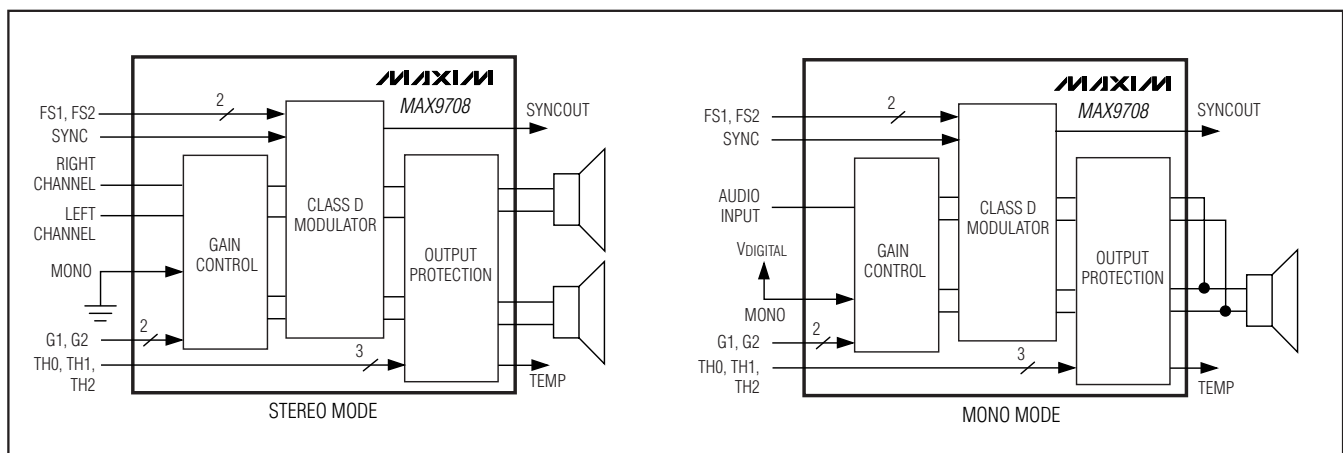 MAXIM
MAX9708
FS1, FS2
2
SYNC
SYNCOUT
RIGHT
CHANNEL
LEFT
CHANNEL
MONO
G1, G2
2
TH0, TH1,
TH2
3
GAIN
CONTROL
CLASS D
MODULATOR
OUTPUT
PROTECTION
TEMP
STEREO MODE
MAXIM
MAX9708
FS1, FS2
2
SYNC
SYNCOUT
AUDIO
INPUT
VDIGITAL
MONO
G1, G2
2
TH0, TH1,
TH2
3
GAIN
CONTROL
CLASS D
MODULATOR
OUTPUT
PROTECTION
TEMP
MONO MODE